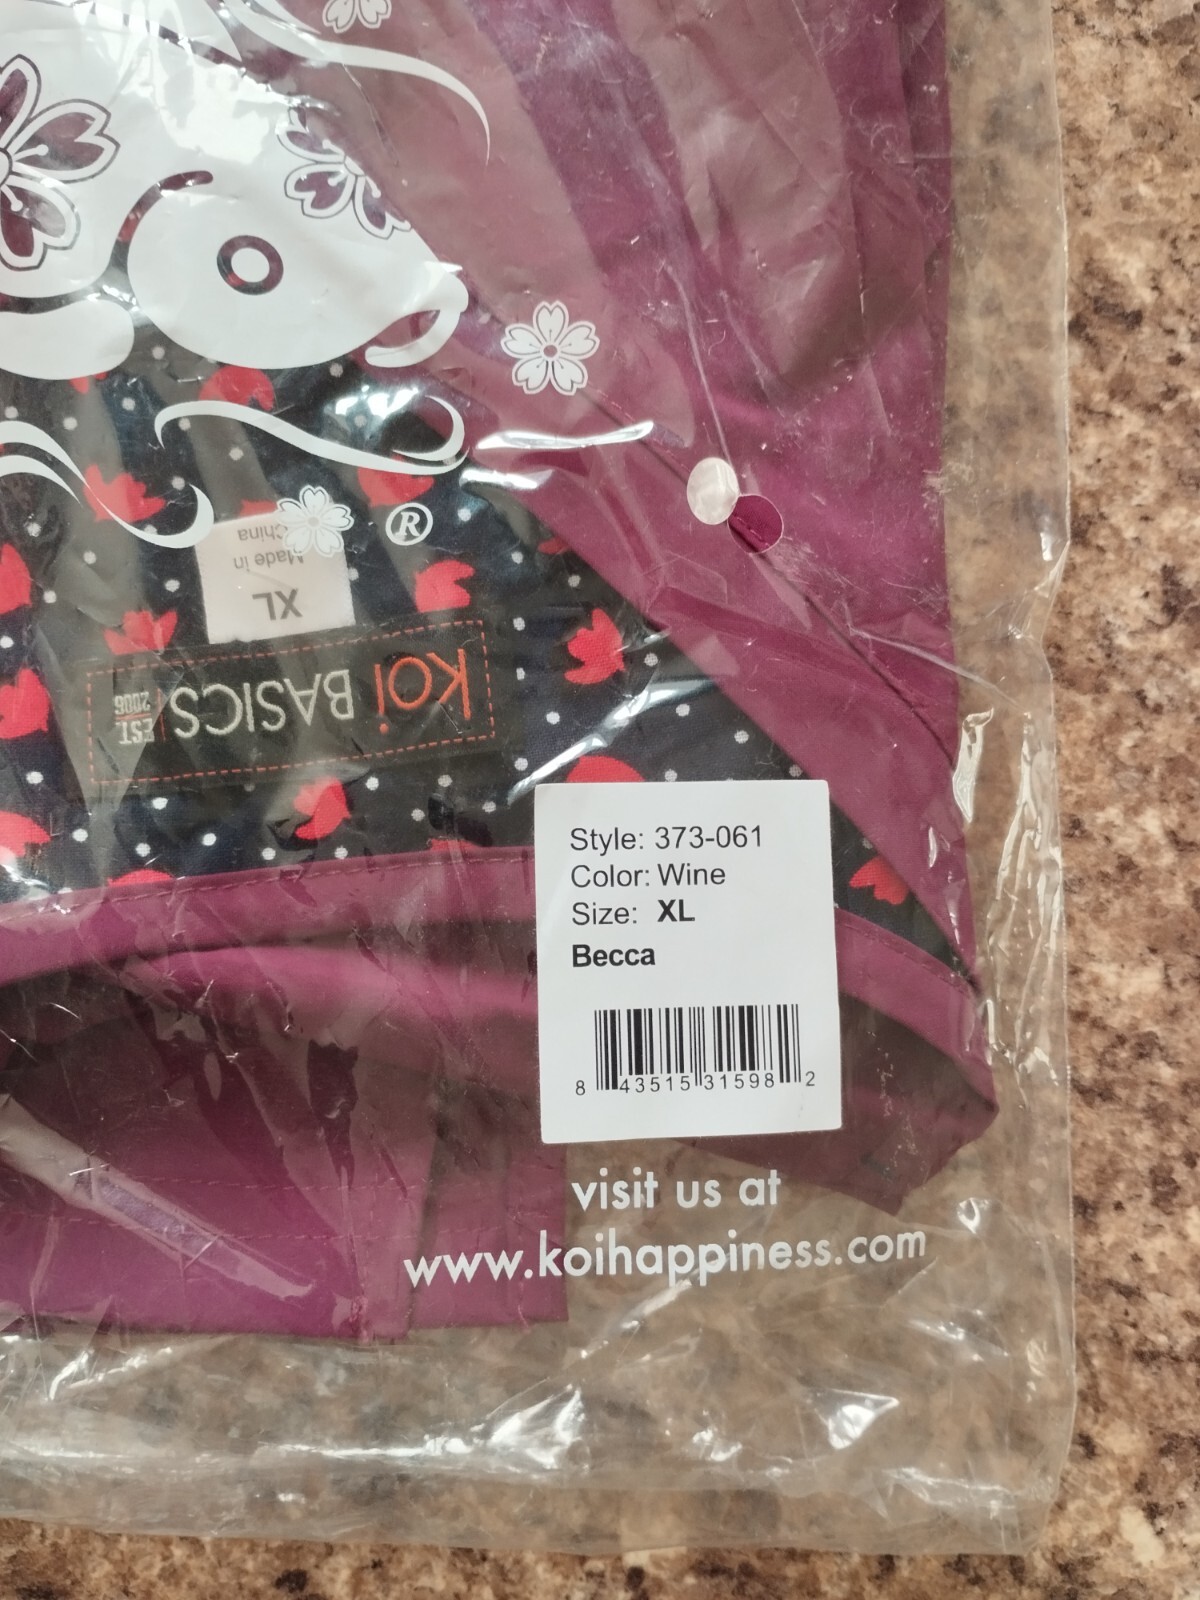 ®
Made in
China
XL
koi BASICS
EST
2006
Style: 373-061
Color: Wine
Size: XL
Becca
8 43515 31598 2
visit us at
www.koihappiness.com